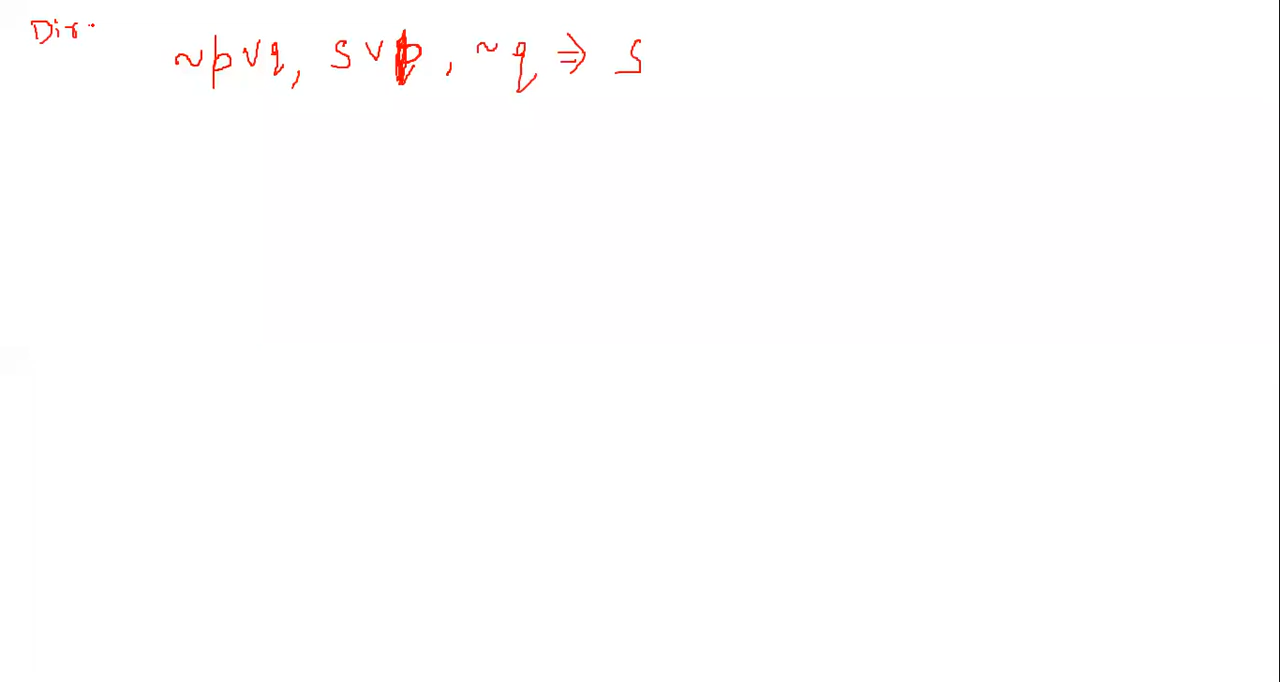 Dir.
~p∨q, s∨p, ~q ⇒ s